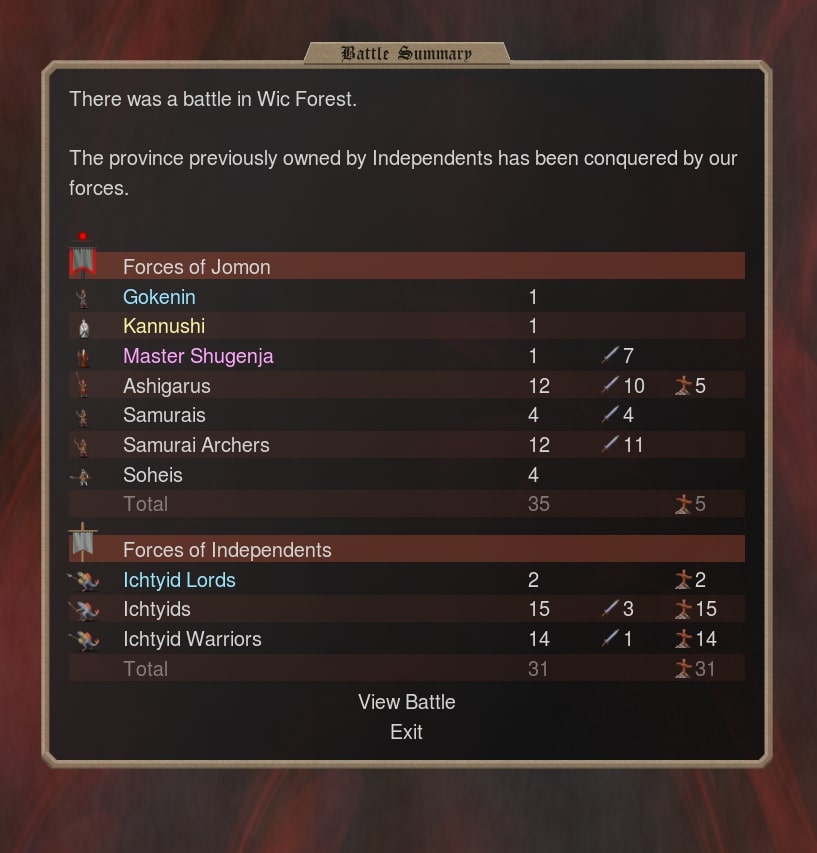 Battle Summary
There was a battle in Wic Forest.
The province previously owned by Independents has been conquered by our
forces.
Forces of Jomon
Gokenin 1
Kannushi 1
Master Shugenja 1 7
Ashigarus 12 10 5
Samurais 4 4
Samurai Archers 12 11
Soheis 4
Total 35 5
Forces of Independents
Ichtyid Lords 2 2
Ichtyids 15 3 15
Ichtyid Warriors 14 1 14
Total 31 31
View Battle
Exit